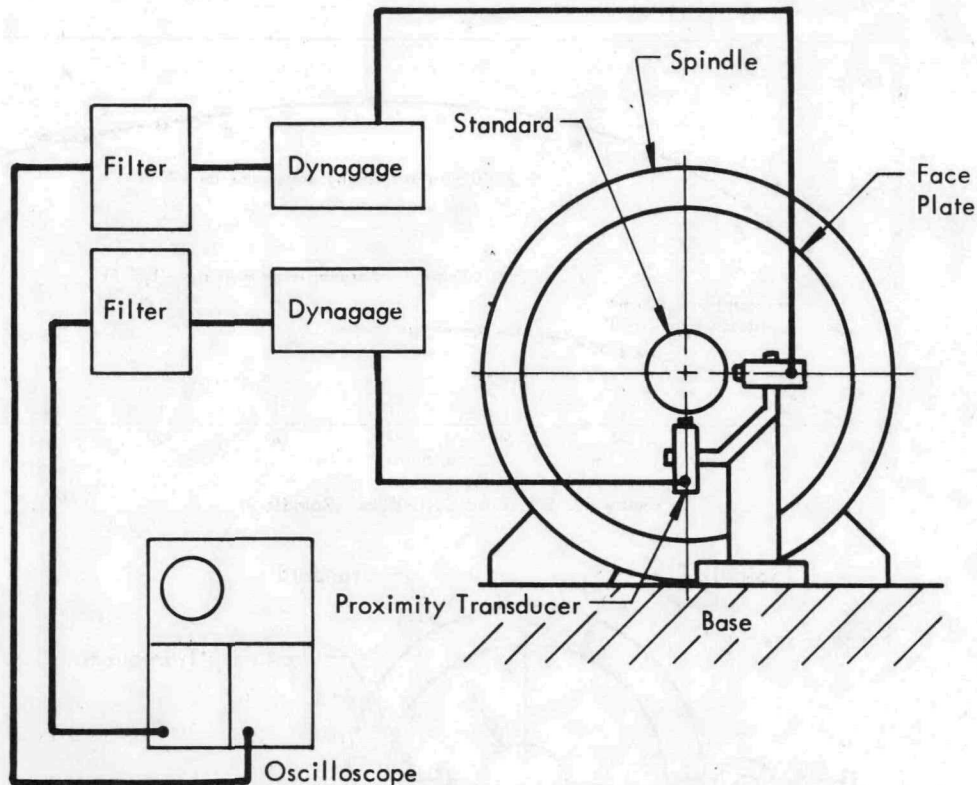 Spindle
Standard
Face
Plate
Filter
Dynagage
Filter
Dynagage
Proximity Transducer
Base
Oscilloscope